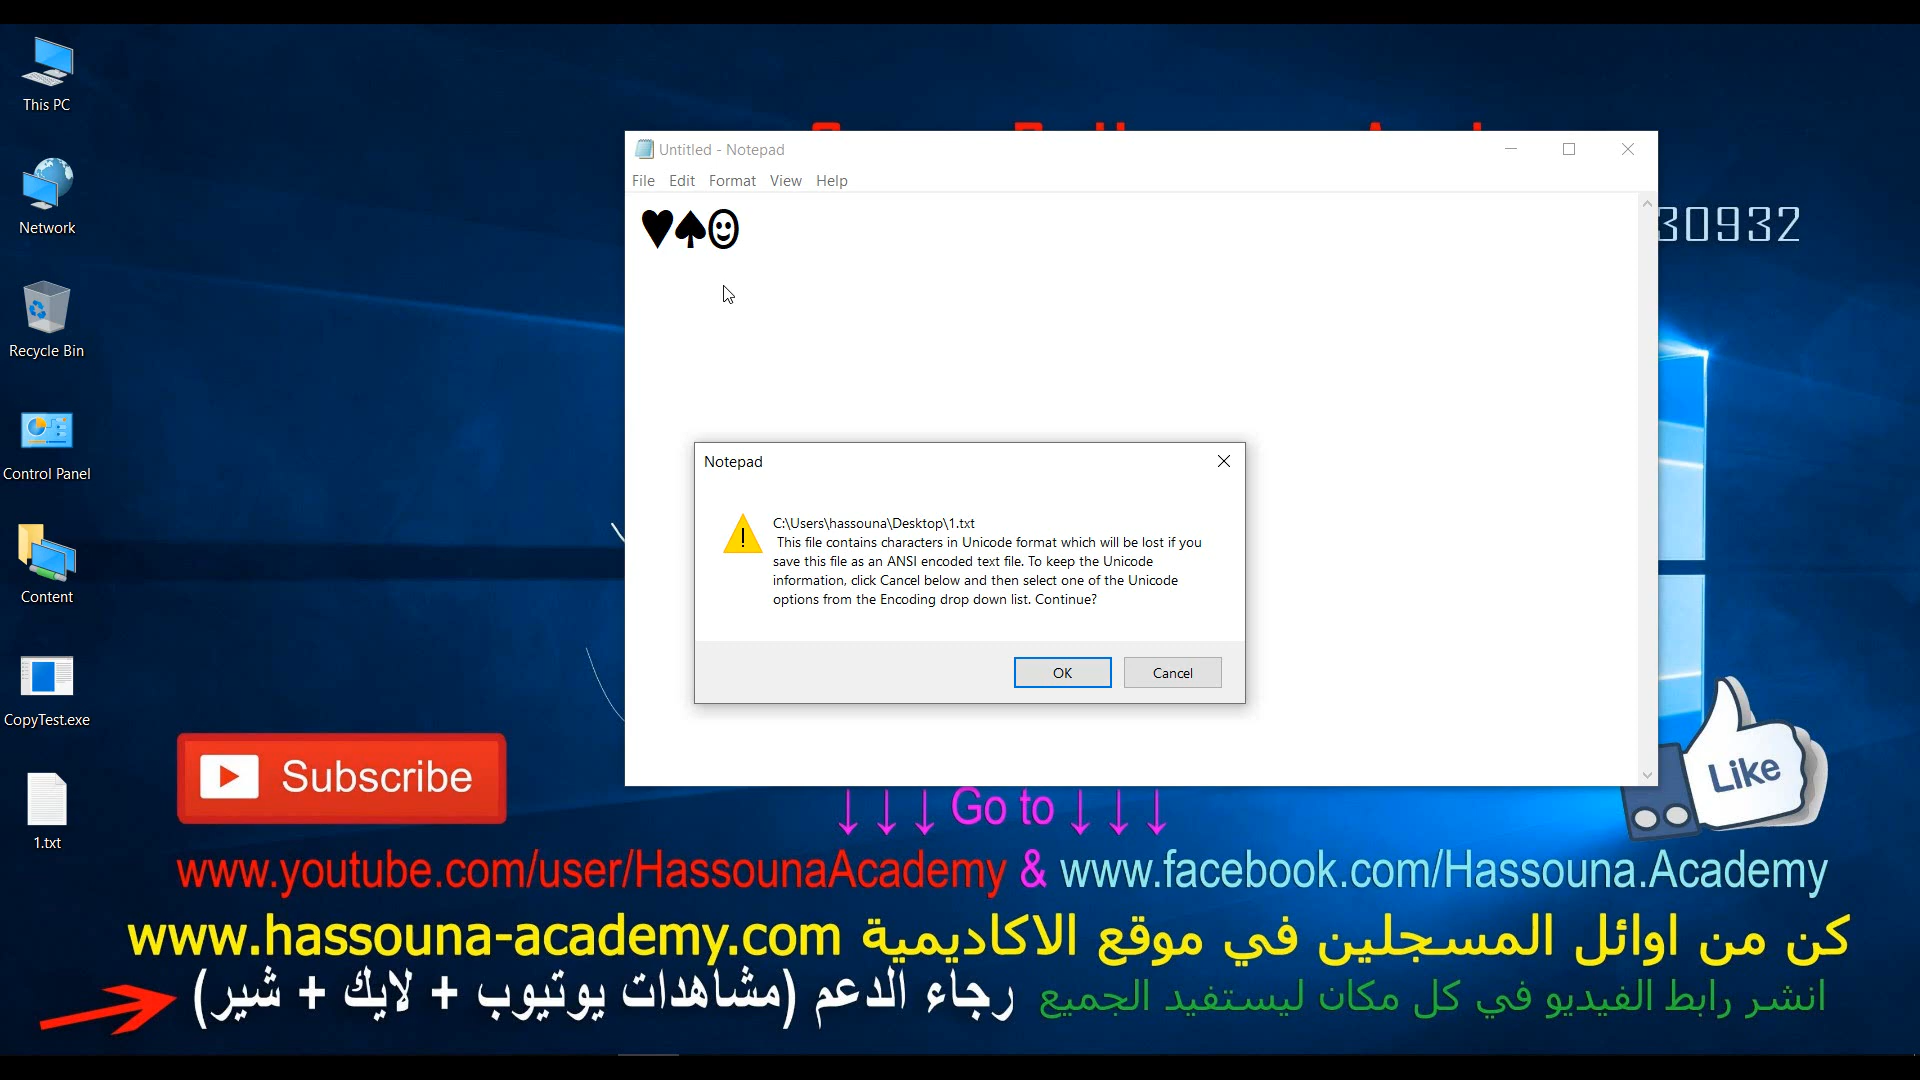 This PC
Network
Recycle Bin
Control Panel
Content
CopyTest.exe
1.txt
Untitled - Notepad
File Edit Format View Help
♥♠☺
30932
Notepad
C:\Users\hassouna\Desktop\1.txt
This file contains characters in Unicode format which will be lost if you
save this file as an ANSI encoded text file. To keep the Unicode
information, click Cancel below and then select one of the Unicode
options from the Encoding drop down list. Continue?
OK
Cancel
Subscribe
Like
↓ ↓ ↓ Go to ↓ ↓ ↓
www.youtube.com/user/HassounaAcademy & www.facebook.com/Hassouna.Academy
كن من اوائل المسجلين في موقع الاكاديمية www.hassouna-academy.com
انشر رابط الفيديو في كل مكان ليستفيد الجميع رجاء الدعم (مشاهدات يوتيوب + لايك + شير)